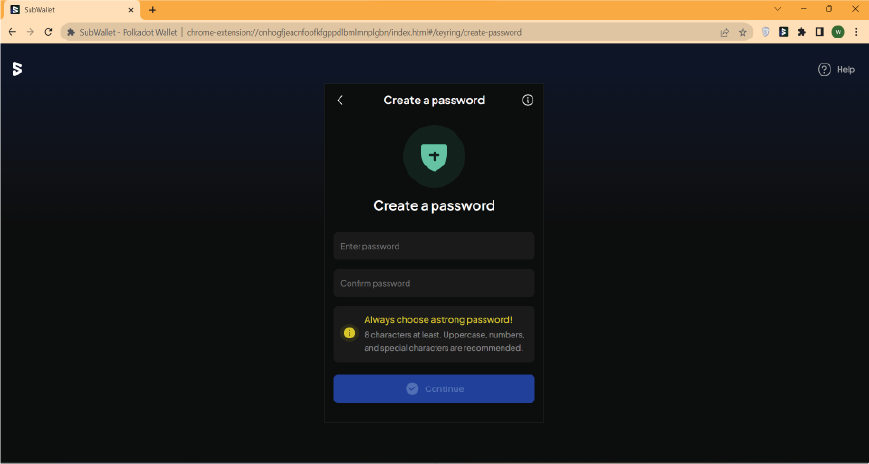 SubWallet
SubWallet - Polkadot Wallet | chrome-extension://onhogfjeacnfoofkfgppdlbmlmnplgbn/index.html#/keyring/create-password
W
Help
Create a password
Create a password
Enter password
Confirm password
Always choose astrong password!
8 characters at least. Uppercase, numbers,
and special characters are recommended.
Continue